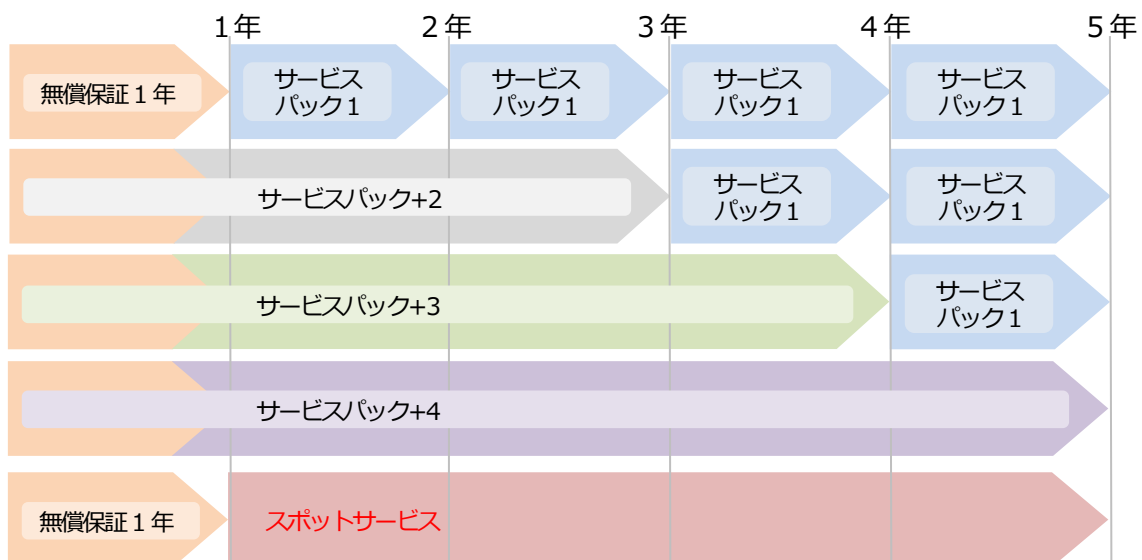 1年 2年 3年 4年 5年
無償保証1年
サービス
パック1
サービス
パック1
サービス
パック1
サービス
パック1
サービスパック+2
サービス
パック1
サービス
パック1
サービスパック+3
サービス
パック1
サービスパック+4
無償保証1年
スポットサービス